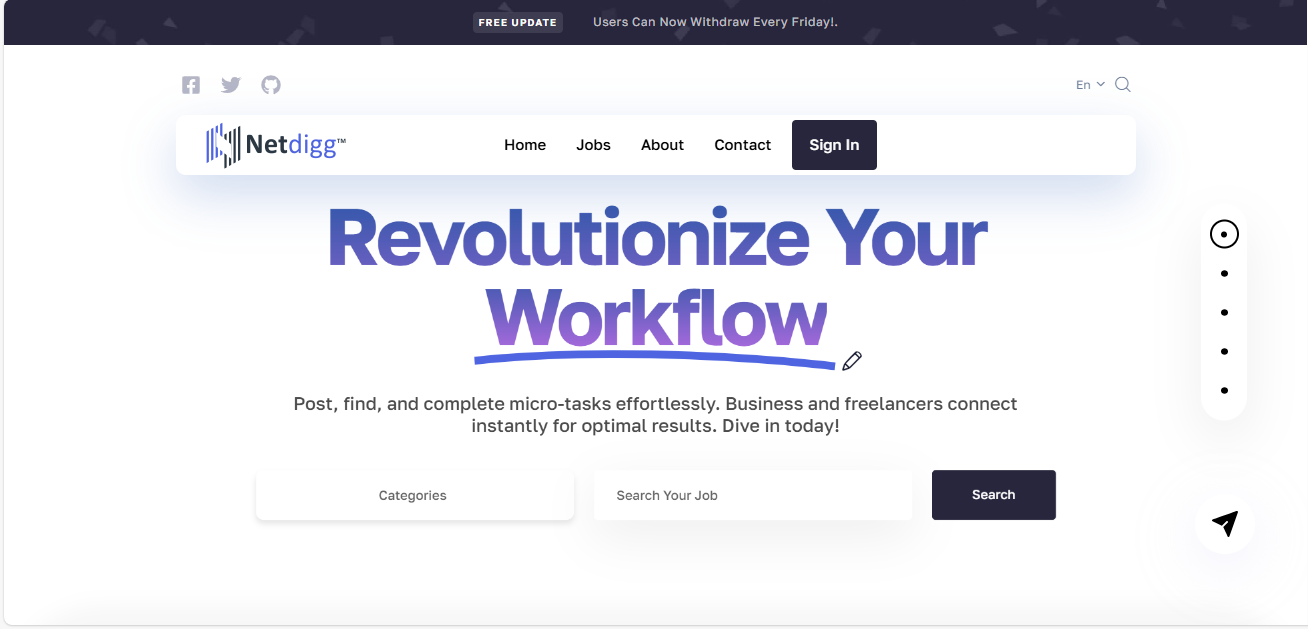 FREE UPDATE Users Can Now Withdraw Every Friday!.
En
Netdigg™ Home Jobs About Contact Sign In
Revolutionize Your
Workflow
Post, find, and complete micro-tasks effortlessly. Business and freelancers connect
instantly for optimal results. Dive in today!
Categories Search Your Job Search